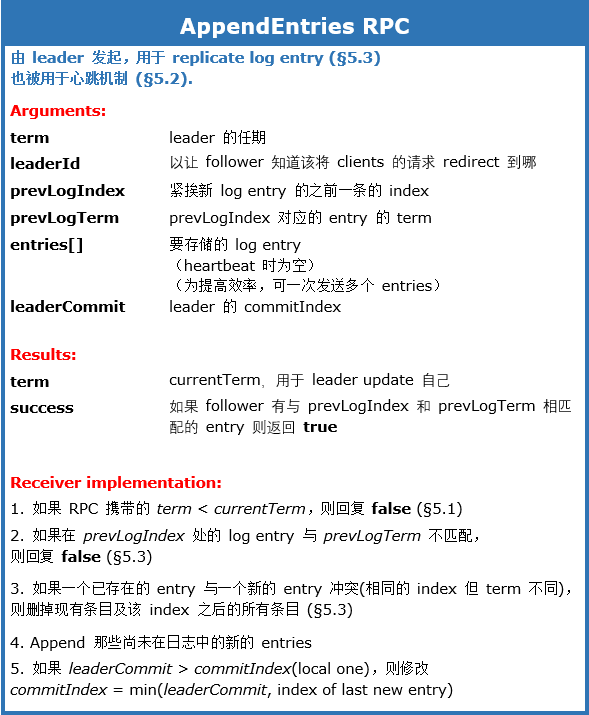 AppendEntries RPC
由 leader 发起，用于 replicate log entry (§5.3)
也被用于心跳机制 (§5.2).
Arguments:
term leader 的任期
leaderId 以让 follower 知道该将 clients 的请求 redirect 到哪
prevLogIndex 紧挨新 log entry 的之前一条的 index
prevLogTerm prevLogIndex 对应的 entry 的 term
entries[] 要存储的 log entry
（heartbeat 时为空）
（为提高效率，可一次发送多个 entries）
leaderCommit leader 的 commitIndex
Results:
term currentTerm，用于 leader update 自己
success 如果 follower 有与 prevLogIndex 和 prevLogTerm 相匹
配的 entry 则返回 true
Receiver implementation:
1. 如果 RPC 携带的 term < currentTerm，则回复 false (§5.1)
2. 如果在 prevLogIndex 处的 log entry 与 prevLogTerm 不匹配，
则回复 false (§5.3)
3. 如果一个已存在的 entry 与一个新的 entry 冲突(相同的 index 但 term 不同)，
则删掉现有条目及该 index 之后的所有条目 (§5.3)
4. Append 那些尚未在日志中的新的 entries
5. 如果 leaderCommit > commitIndex(local one)，则修改
commitIndex = min(leaderCommit, index of last new entry)